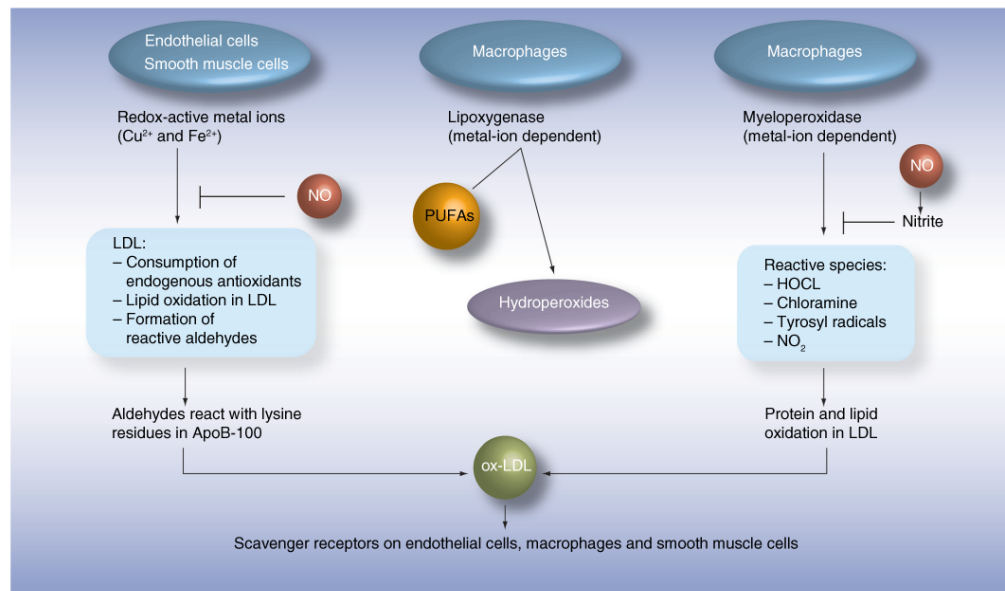 Endothelial cells
Smooth muscle cells
Macrophages
Macrophages
Redox-active metal ions
(Cu²⁺ and Fe²⁺)
Lipoxygenase
(metal-ion dependent)
Myeloperoxidase
(metal-ion dependent)
NO
NO
PUFAs
Nitrite
LDL:
– Consumption of
endogenous antioxidants
– Lipid oxidation in LDL
– Formation of
reactive aldehydes
Hydroperoxides
Reactive species:
– HOCL
– Chloramine
– Tyrosyl radicals
– NO₂
Aldehydes react with lysine
residues in ApoB-100
Protein and lipid
oxidation in LDL
ox-LDL
Scavenger receptors on endothelial cells, macrophages and smooth muscle cells